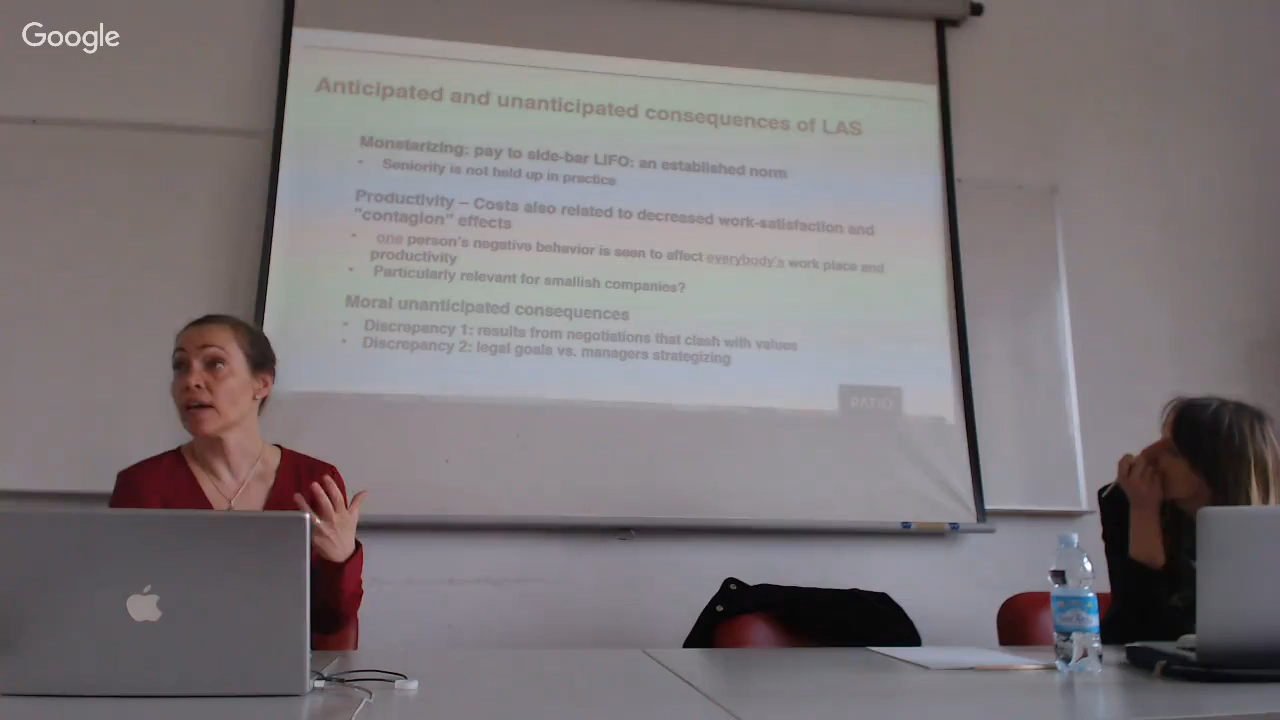 Google
Anticipated and unanticipated consequences of LAS
Monetarizing: pay to side-bar LIFO: an established norm
- Seniority is not held up in practice
Productivity – Costs also related to decreased work-satisfaction and
"contagion" effects
- one person's negative behavior is seen to affect everybody's work place and
productivity
- Particularly relevant for smallish companies?
Moral unanticipated consequences
- Discrepancy 1: results from negotiations that clash with values
- Discrepancy 2: legal goals vs. managers strategizing
RATIO